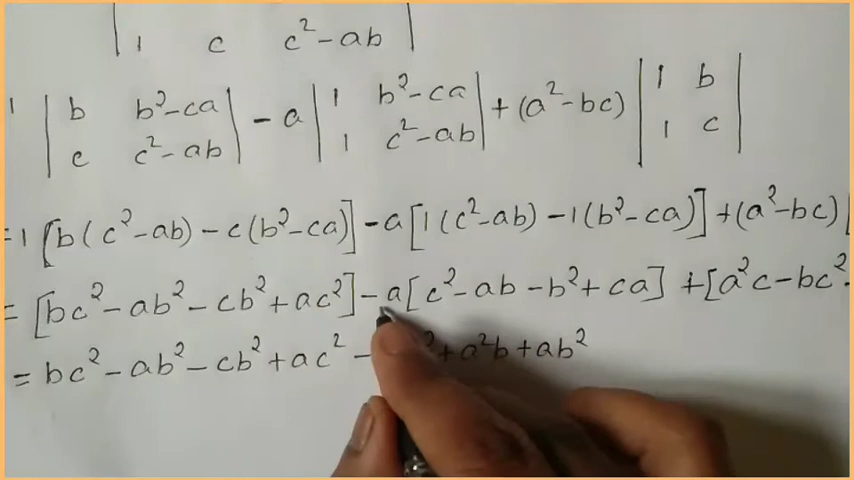 1 c c²-ab
1 | b b²-ca | - a | 1 b²-ca | + (a²-bc) | 1 b |
| c c²-ab | | 1 c²-ab | | 1 c |
=1 [b(c²-ab) - c(b²-ca)] - a[1(c²-ab) - 1(b²-ca)] + (a²-bc) [
= [bc²-ab²-cb²+ac²] - a[c²-ab-b²+ca] + [a²c-bc²-
= bc²-ab²-cb²+ac²- ²+a²b+ab²